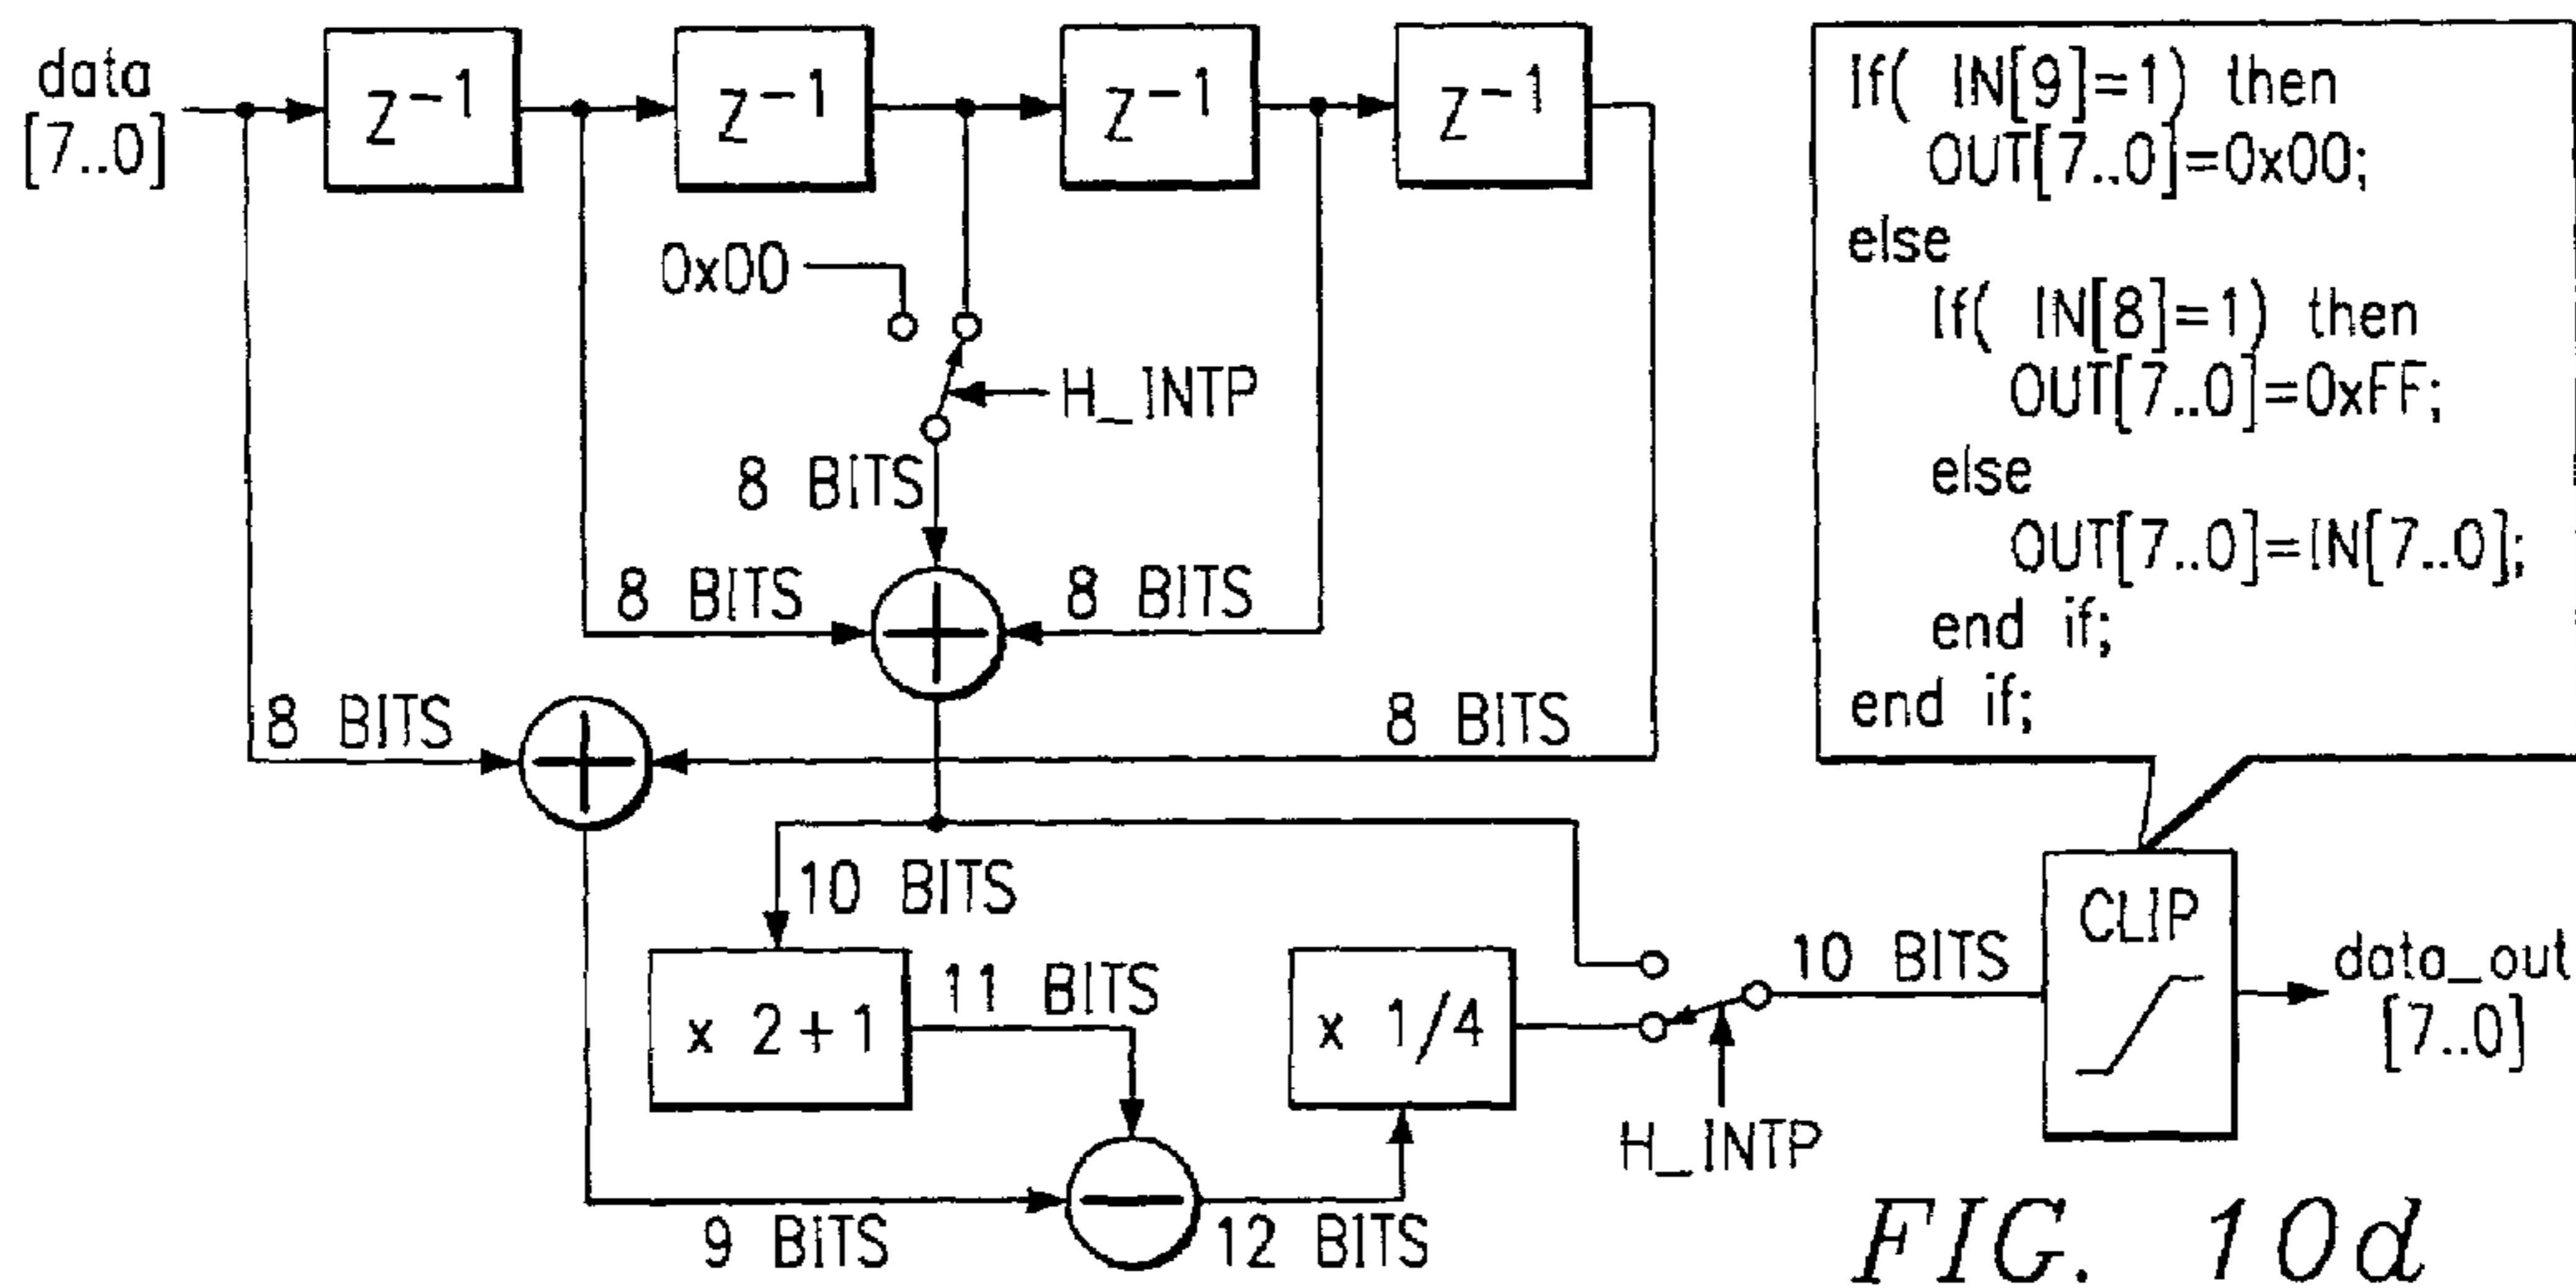 data
[7..0]
Z⁻¹
Z⁻¹
Z⁻¹
Z⁻¹
0x00
H_INTP
8 BITS
8 BITS
8 BITS
8 BITS
8 BITS
10 BITS
x 2+1
11 BITS
x 1/4
9 BITS
12 BITS
H_INTP
10 BITS
CLIP
data_out
[7..0]
If( IN[9]=1) then
OUT[7..0]=0x00;
else
If( IN[8]=1) then
OUT[7..0]=0xFF;
else
OUT[7..0]=IN[7..0];
end if;
end if;
FIG. 10d